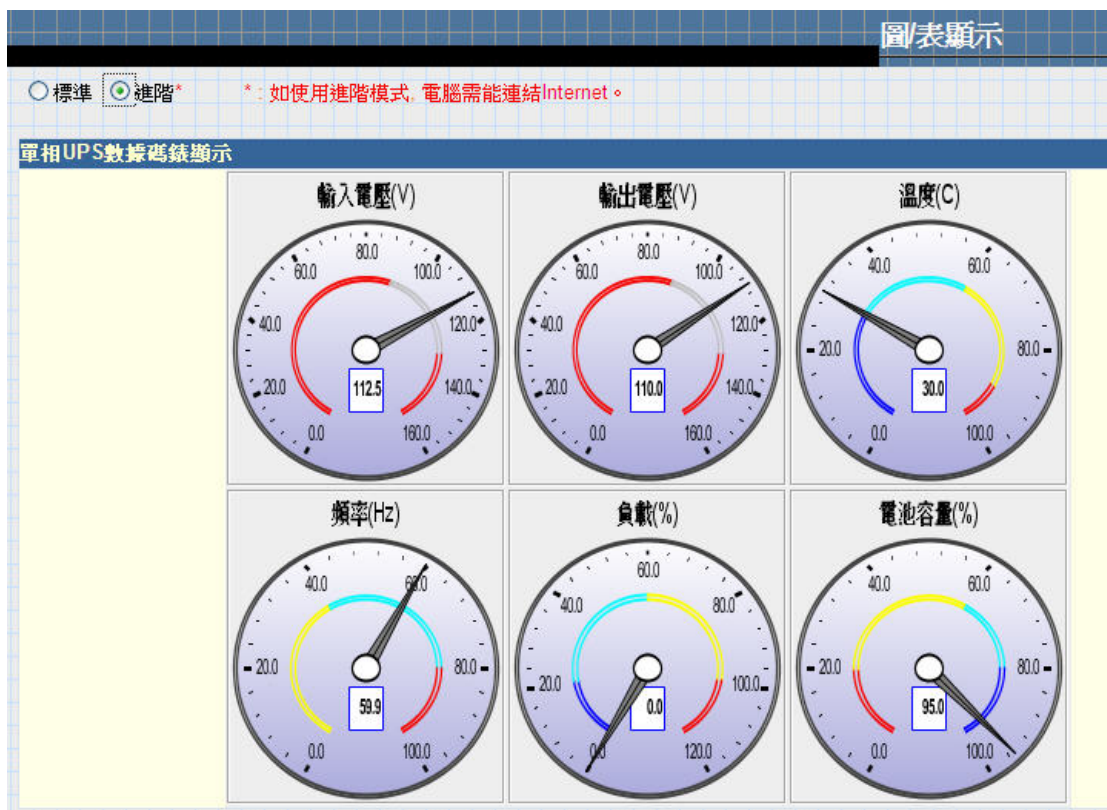 圖/表顯示
標準 進階* *：如使用進階模式, 電腦需能連結Internet。
單相UPS數據碼錶顯示
輸入電壓(V)
0.0 20.0 40.0 60.0 80.0 100.0 120.0 140.0 160.0
112.5
輸出電壓(V)
0.0 20.0 40.0 60.0 80.0 100.0 120.0 140.0 160.0
110.0
溫度(C)
0.0 20.0 40.0 60.0 80.0 100.0
30.0
頻率(Hz)
0.0 20.0 40.0 60.0 80.0 100.0
59.9
負載(%)
0.0 20.0 40.0 60.0 80.0 100.0 120.0
0.0
電池容量(%)
0.0 20.0 40.0 60.0 80.0 100.0
95.0